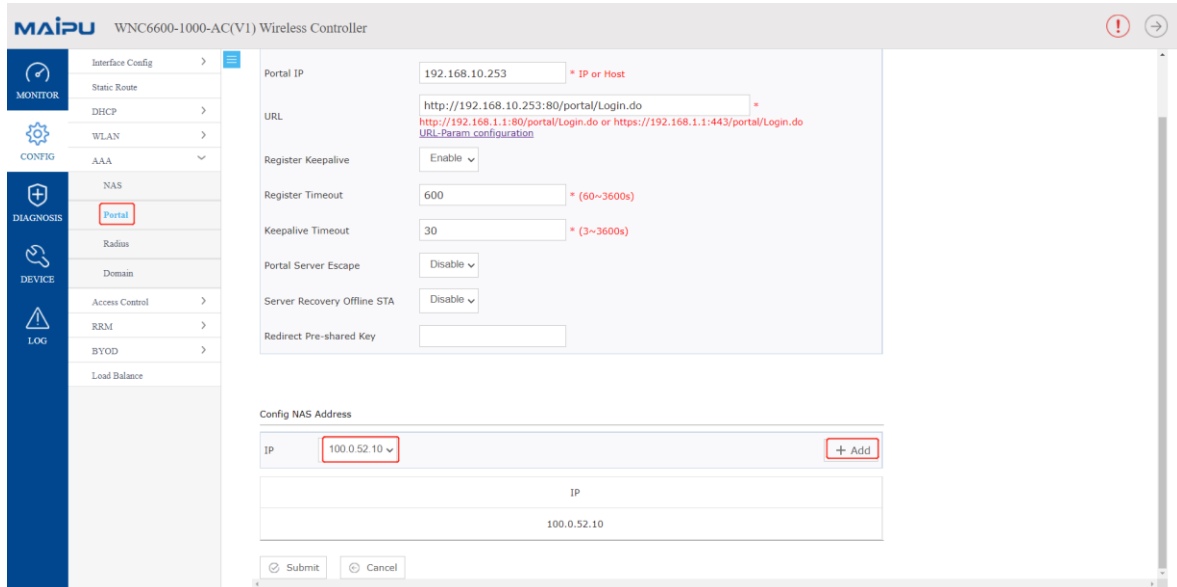 MAIPU WNC6600-1000-AC(V1) Wireless Controller
MONITOR
CONFIG
DIAGNOSIS
DEVICE
LOG
Interface Config
Static Route
DHCP
WLAN
AAA
NAS
Portal
Radius
Domain
Access Control
RRM
BYOD
Load Balance
Portal IP 192.168.10.253 * IP or Host
URL http://192.168.10.253:80/portal/Login.do *
http://192.168.1.1:80/portal/Login.do or https://192.168.1.1:443/portal/Login.do
URL-Param configuration
Register Keepalive Enable
Register Timeout 600 * (60~3600s)
Keepalive Timeout 30 * (3~3600s)
Portal Server Escape Disable
Server Recovery Offline STA Disable
Redirect Pre-shared Key
Config NAS Address
IP 100.0.52.10 + Add
IP
100.0.52.10
Submit Cancel